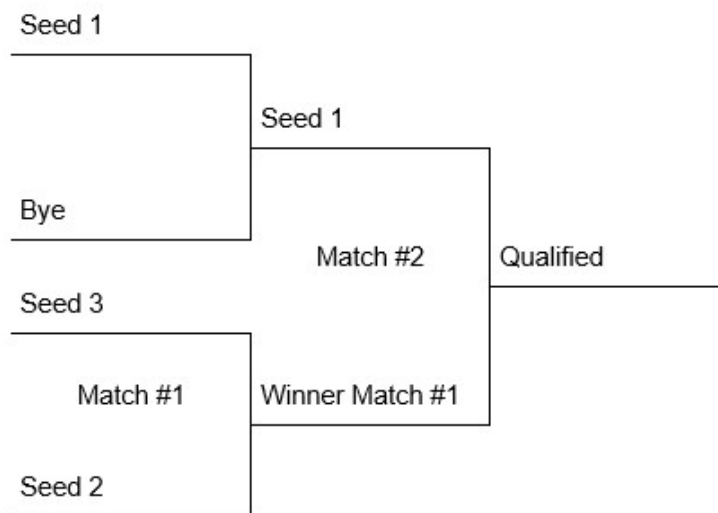 Seed 1
Seed 1
Bye
Match #2
Qualified
Seed 3
Match #1
Winner Match #1
Seed 2